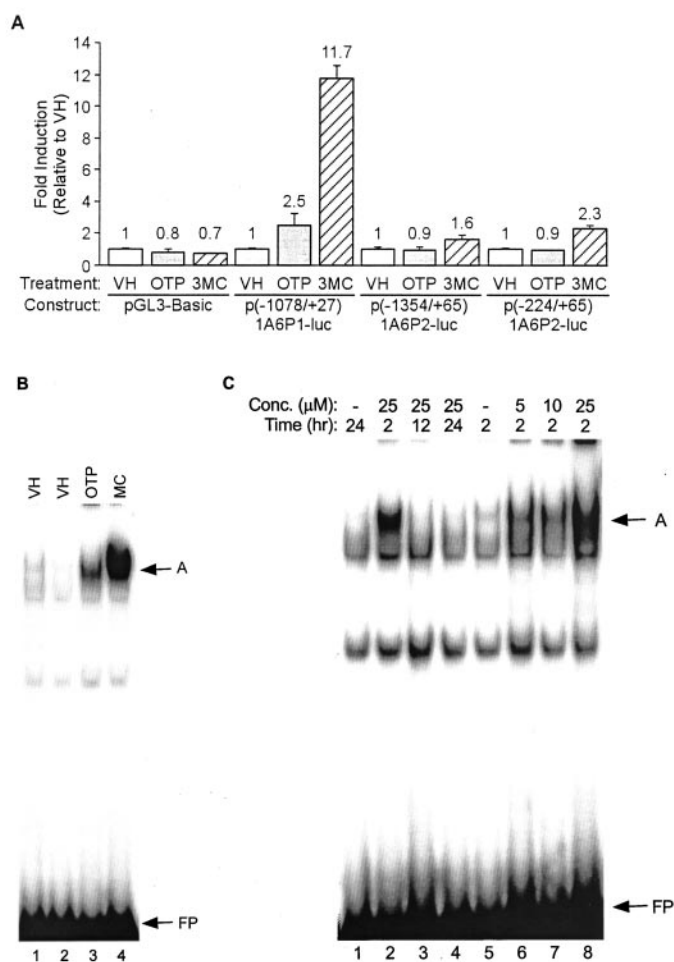 A
Fold Induction
(Relative to VH)
14
12
10
8
6
4
2
0
1
0.8
0.7
1
2.5
11.7
1
0.9
1.6
1
0.9
2.3
Treatment: VH OTP 3MC VH OTP 3MC VH OTP 3MC VH OTP 3MC
Construct: pGL3-Basic p(-1078/+27) p(-1354/+65) p(-224/+65)
1A6P1-luc 1A6P2-luc 1A6P2-luc
B
VH VH OTP MC
A
FP
1 2 3 4
C
Conc. (μM): - 25 25 25 - 5 10 25
Time (hr): 24 2 12 24 2 2 2 2
A
FP
1 2 3 4 5 6 7 8